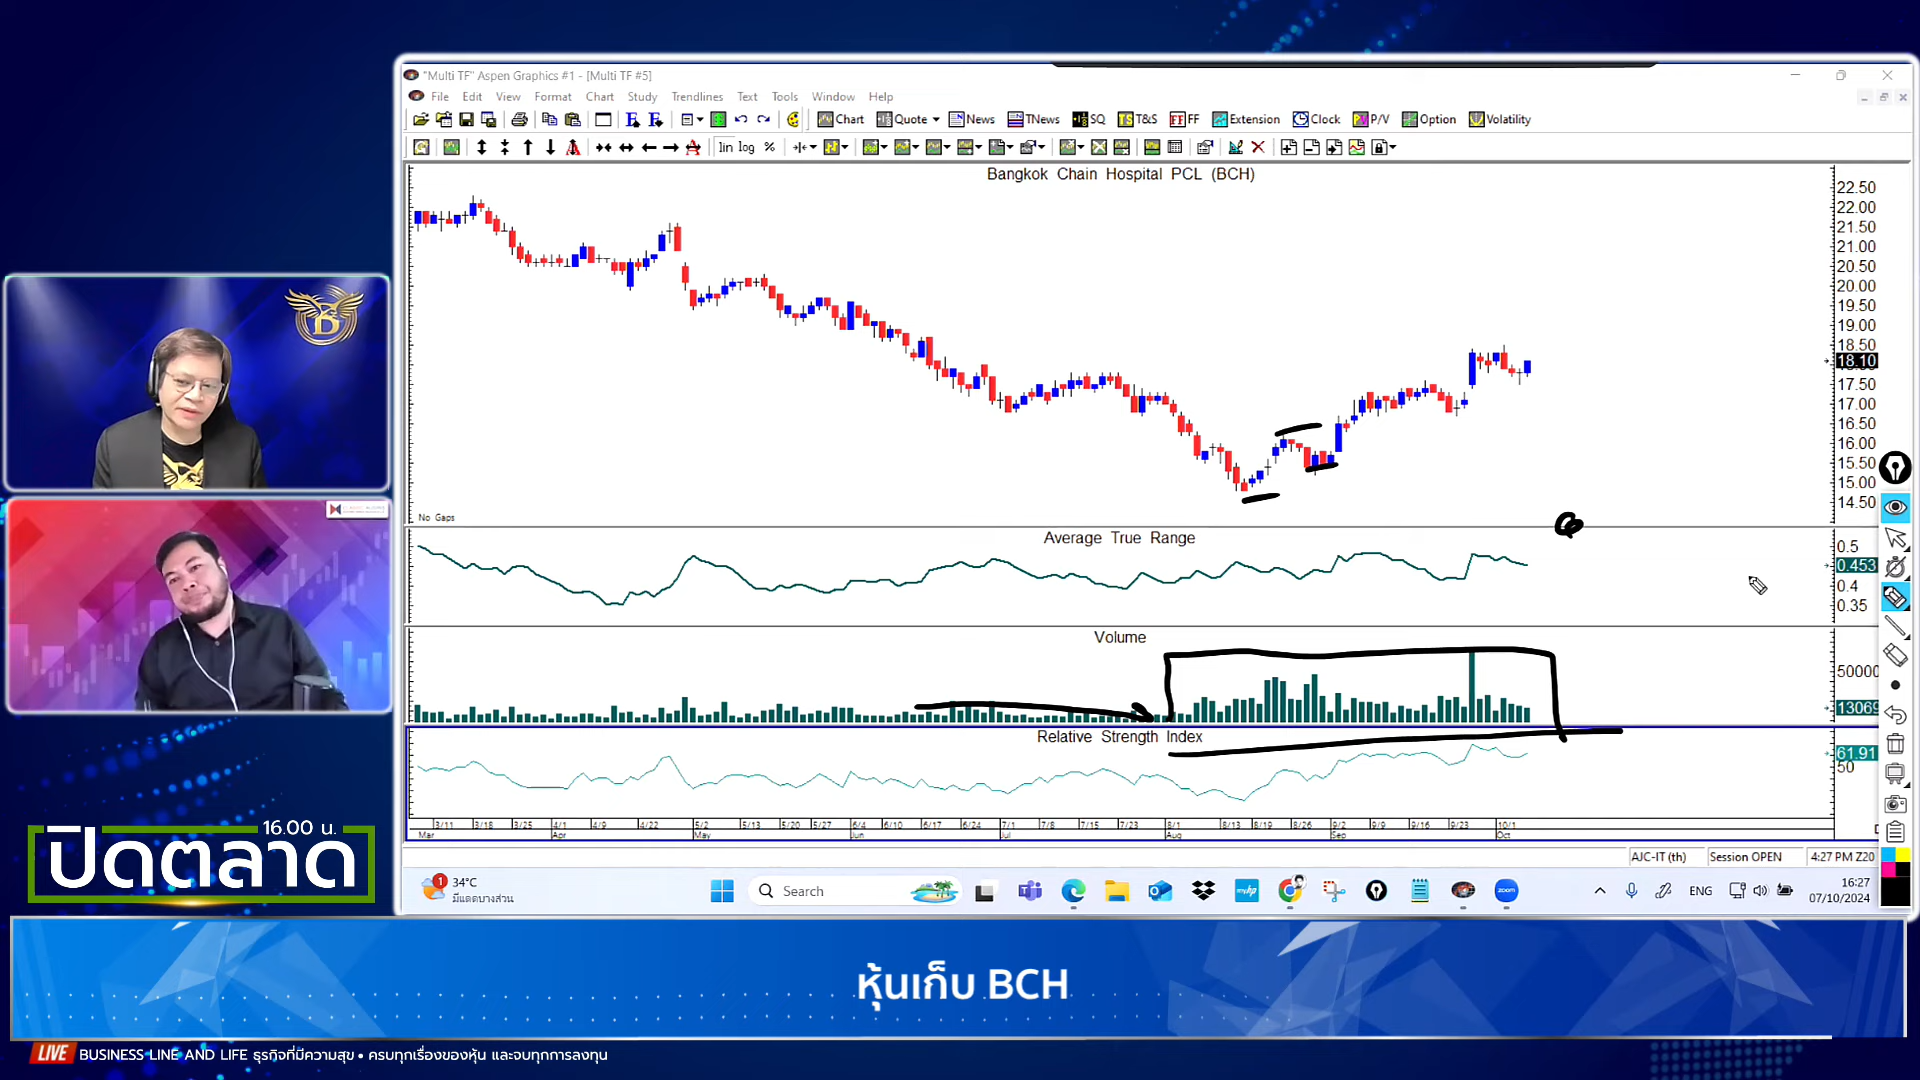 "Multi TF" Aspen Graphics #1 - [Multi TF #5]
File Edit View Format Chart Study Trendlines Text Tools Window Help
Chart Quote News TNews SQ T&S FF Extension Clock P/V Option Volatility
lin log %
Bangkok Chain Hospital PCL (BCH)
22.50
22.00
21.50
21.00
20.50
20.00
19.50
19.00
18.50
18.10
17.50
17.00
16.50
16.00
15.50
15.00
14.50
No Gaps
Average True Range
0.5
0.453
0.4
0.35
Volume
50000
13069
Relative Strength Index
61.91
50
3/11 3/18 3/25 4/1 4/9 4/22 5/2 5/13 5/20 5/27 6/4 6/10 6/17 6/24 7/1 7/8 7/15 7/23 8/1 8/13 8/19 8/26 9/2 9/9 9/16 9/23 10/1
Mar Apr May Jun Jul Aug Sep Oct
AJC-IT (th) Session OPEN 4:27 PM Z20
1
34°C
มีแดดบางส่วน
Search
ENG
16:27
07/10/2024
16.00 น.
ปิดตลาด
หุ้นเก็บ BCH
LIVE BUSINESS LINE AND LIFE ธุรกิจที่มีความสุข • ครบทุกเรื่องของหุ้น และจบทุกการลงทุน